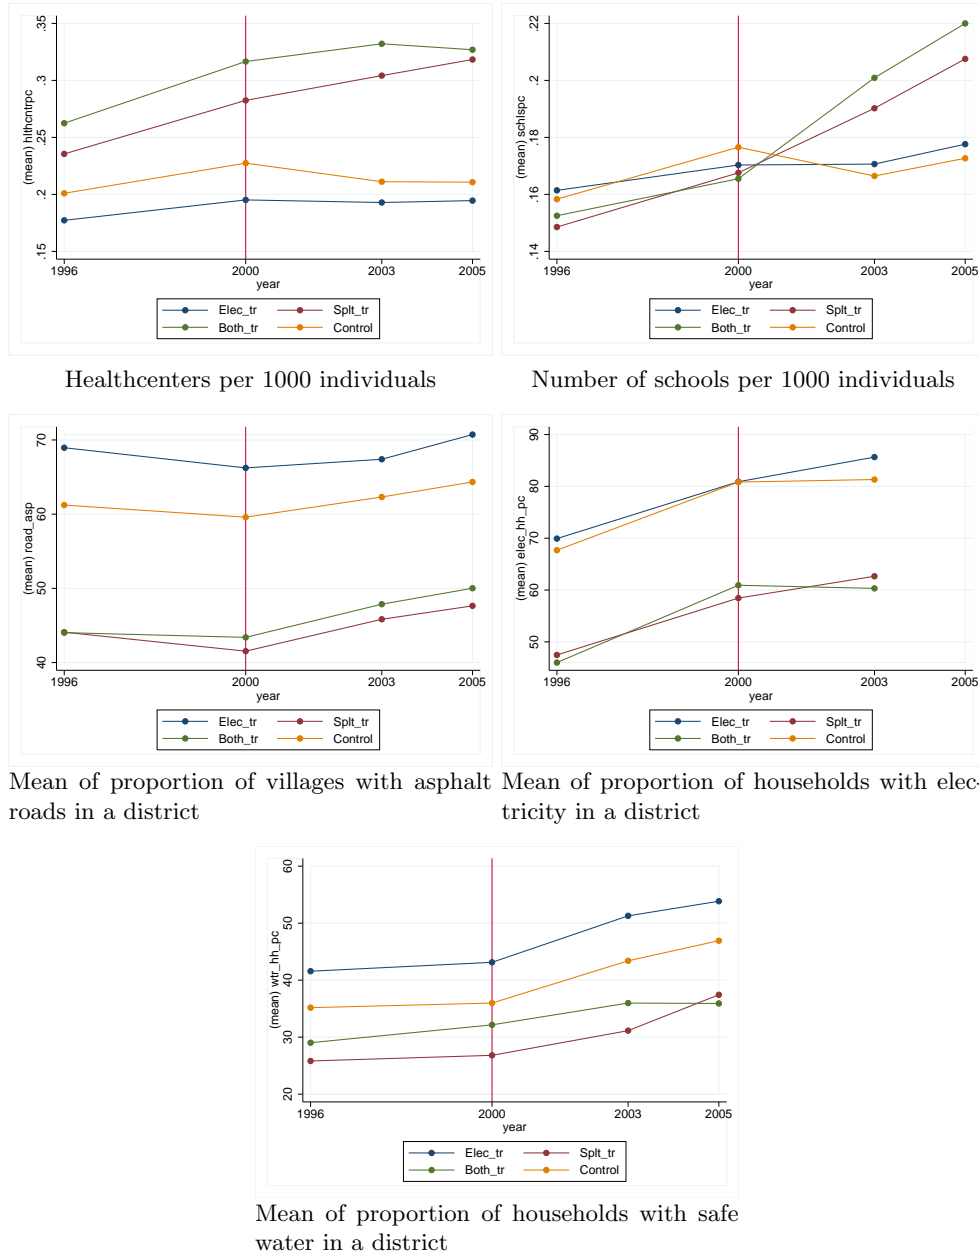 .35
.3
.25
.2
.15
(mean) hlthcntrpc
1996 2000 2003 2005
year
Elec_tr Splt_tr
Both_tr Control
Healthcenters per 1000 individuals
.22
.2
.18
.16
.14
(mean) schlspc
1996 2000 2003 2005
year
Elec_tr Splt_tr
Both_tr Control
Number of schools per 1000 individuals
70
60
50
40
(mean) road_asp
1996 2000 2003 2005
year
Elec_tr Splt_tr
Both_tr Control
Mean of proportion of villages with asphalt
roads in a district
90
80
70
60
50
(mean) elec_hh_pc
1996 2000 2003 2005
year
Elec_tr Splt_tr
Both_tr Control
Mean of proportion of households with elec-
tricity in a district
60
50
40
30
20
(mean) wtr_hh_pc
1996 2000 2003 2005
year
Elec_tr Splt_tr
Both_tr Control
Mean of proportion of households with safe
water in a district